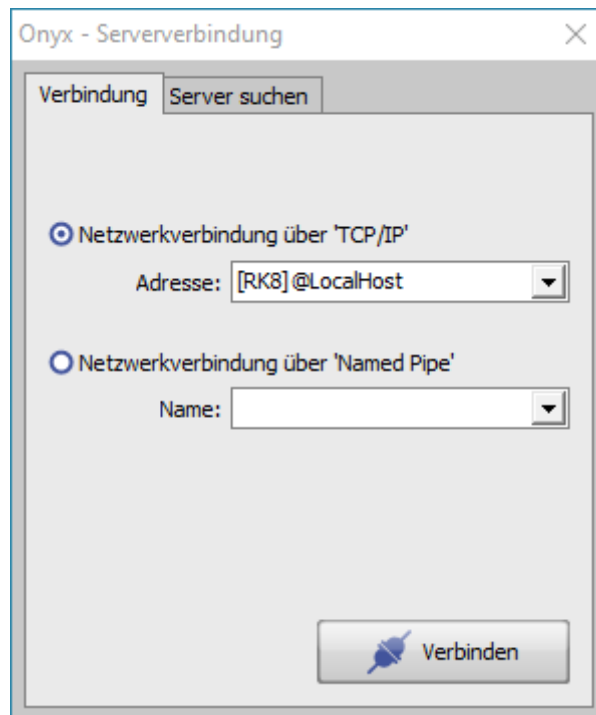 Onyx - Serververbindung
Verbindung Server suchen
Netzwerkverbindung über 'TCP/IP'
Adresse: [RK8]@LocalHost
Netzwerkverbindung über 'Named Pipe'
Name:
Verbinden